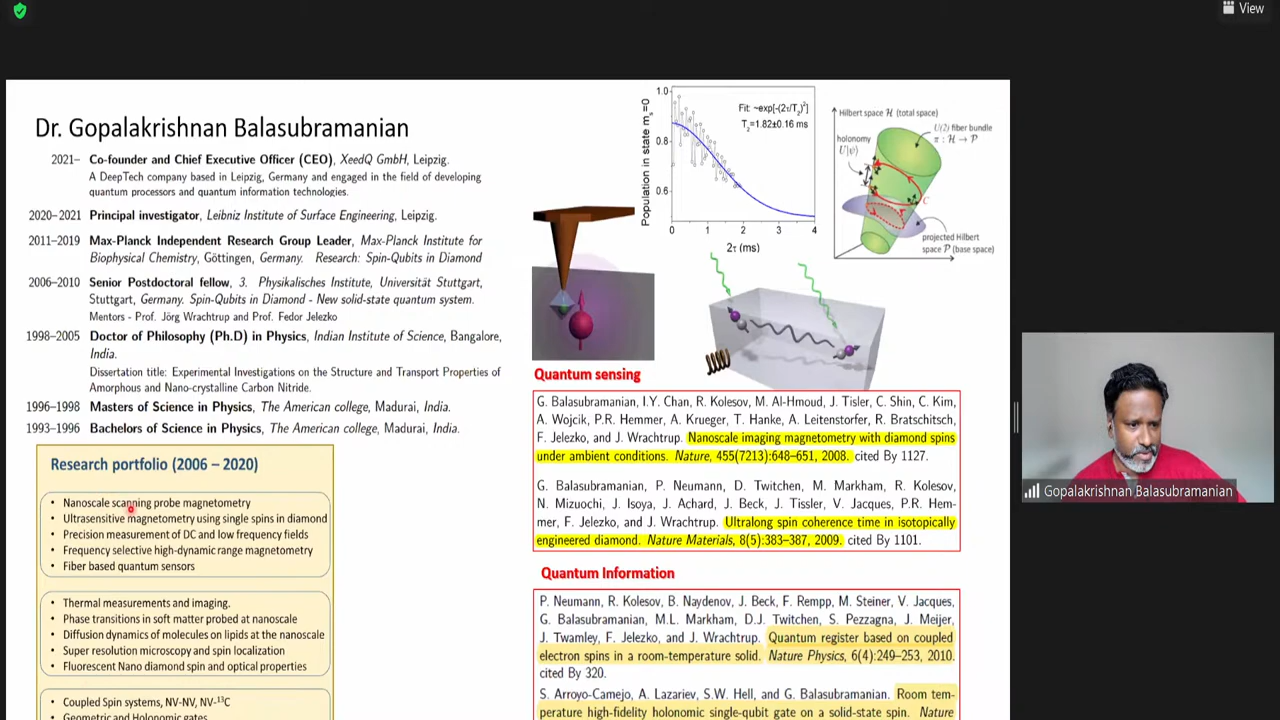 View
Dr. Gopalakrishnan Balasubramanian
2021– Co-founder and Chief Executive Officer (CEO), XeedQ GmbH, Leipzig.
A DeepTech company based in Leipzig, Germany and engaged in the field of developing
quantum processors and quantum information technologies.
2020–2021 Principal investigator, Leibniz Institute of Surface Engineering, Leipzig.
2011–2019 Max-Planck Independent Research Group Leader, Max-Planck Institute for
Biophysical Chemistry, Göttingen, Germany. Research: Spin-Qubits in Diamond
2006–2010 Senior Postdoctoral fellow, 3. Physikalisches Institute, Universität Stuttgart,
Stuttgart, Germany. Spin-Qubits in Diamond - New solid-state quantum system.
Mentors - Prof. Jörg Wrachtrup and Prof. Fedor Jelezko
1998–2005 Doctor of Philosophy (Ph.D) in Physics, Indian Institute of Science, Bangalore,
India.
Dissertation title: Experimental Investigations on the Structure and Transport Properties of
Amorphous and Nano-crystalline Carbon Nitride.
1996–1998 Masters of Science in Physics, The American college, Madurai, India.
1993–1996 Bachelors of Science in Physics, The American college, Madurai, India.
Research portfolio (2006 – 2020)
• Nanoscale scanning probe magnetometry
• Ultrasensitive magnetometry using single spins in diamond
• Precision measurement of DC and low frequency fields
• Frequency selective high-dynamic range magnetometry
• Fiber based quantum sensors
• Thermal measurements and imaging.
• Phase transitions in soft matter probed at nanoscale
• Diffusion dynamics of molecules on lipids at the nanoscale
• Super resolution microscopy and spin localization
• Fluorescent Nano diamond spin and optical properties
• Coupled Spin systems, NV-NV, NV-¹³C
• Geometric and Holonomic gates
Population in state mₛ=0
1.0
0.8
0.6
Fit: ~exp[-(2τ/T₂)²]
T₂=1.82±0.16 ms
0 1 2 3 4
2τ (ms)
Hilbert space ℋ (total space)
U(2) fiber bundle
π : ℋ → 𝒫
holonomy
U|ψ⟩
C
projected Hilbert
space 𝒫 (base space)
Quantum sensing
G. Balasubramanian, I.Y. Chan, R. Kolesov, M. Al-Hmoud, J. Tisler, C. Shin, C. Kim,
A. Wojcik, P.R. Hemmer, A. Krueger, T. Hanke, A. Leitenstorfer, R. Bratschitsch,
F. Jelezko, and J. Wrachtrup. Nanoscale imaging magnetometry with diamond spins
under ambient conditions. Nature, 455(7213):648–651, 2008. cited By 1127.
G. Balasubramanian, P. Neumann, D. Twitchen, M. Markham, R. Kolesov,
N. Mizuochi, J. Isoya, J. Achard, J. Beck, J. Tissler, V. Jacques, P.R. Hem-
mer, F. Jelezko, and J. Wrachtrup. Ultralong spin coherence time in isotopically
engineered diamond. Nature Materials, 8(5):383–387, 2009. cited By 1101.
Quantum Information
P. Neumann, R. Kolesov, B. Naydenov, J. Beck, F. Rempp, M. Steiner, V. Jacques,
G. Balasubramanian, M.L. Markham, D.J. Twitchen, S. Pezzagna, J. Meijer,
J. Twamley, F. Jelezko, and J. Wrachtrup. Quantum register based on coupled
electron spins in a room-temperature solid. Nature Physics, 6(4):249–253, 2010.
cited By 320.
S. Arroyo-Camejo, A. Lazariev, S.W. Hell, and G. Balasubramanian. Room tem-
perature high-fidelity holonomic single-qubit gate on a solid-state spin. Nature
Gopalakrishnan Balasubramanian